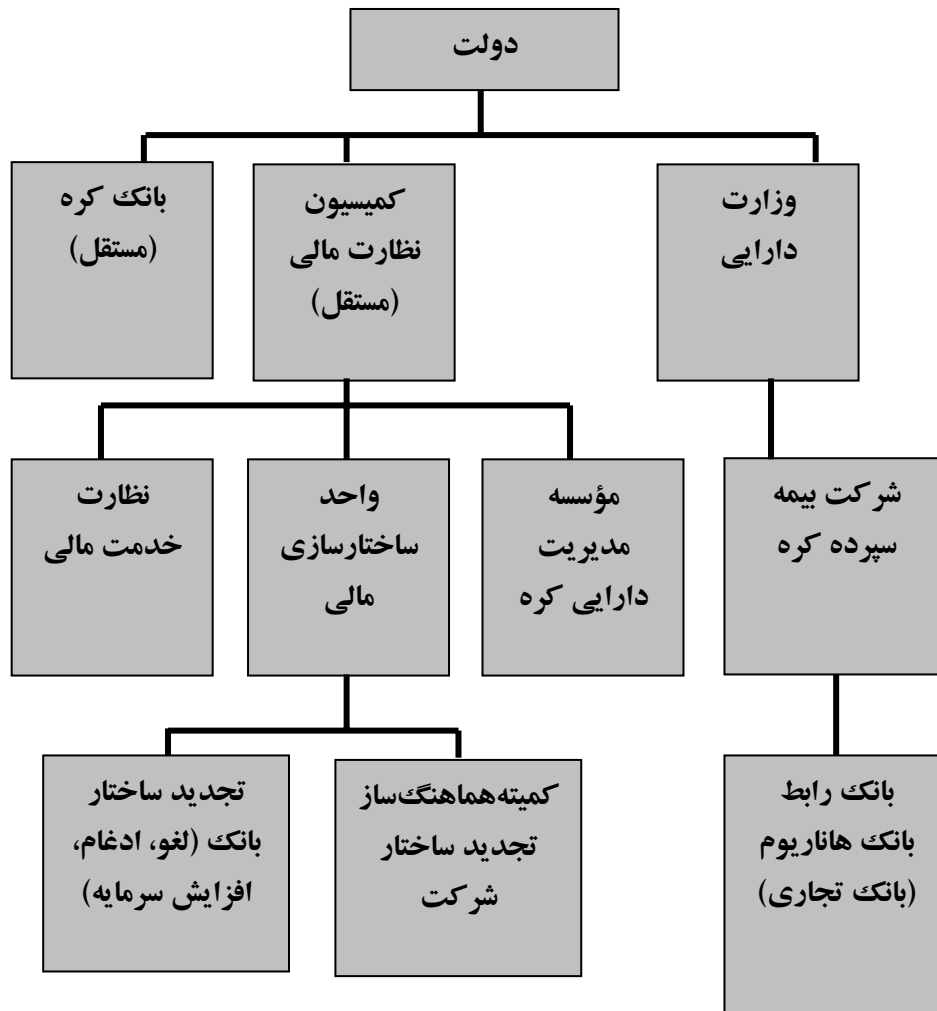 دولت
وزارت
دارایی
کمیسیون
نظارت مالی
(مستقل)
بانک کره
(مستقل)
شرکت بیمه
سپرده کره
مؤسسه
مدیریت
دارایی کره
واحد
ساختارسازی
مالی
نظارت
خدمت مالی
بانک رابط
بانک هاناریوم
(بانک تجاری)
کمیته‌هماهنگ‌ساز
تجدید ساختار
شرکت
تجدید ساختار
بانک (لغو، ادغام،
افزایش سرمایه)